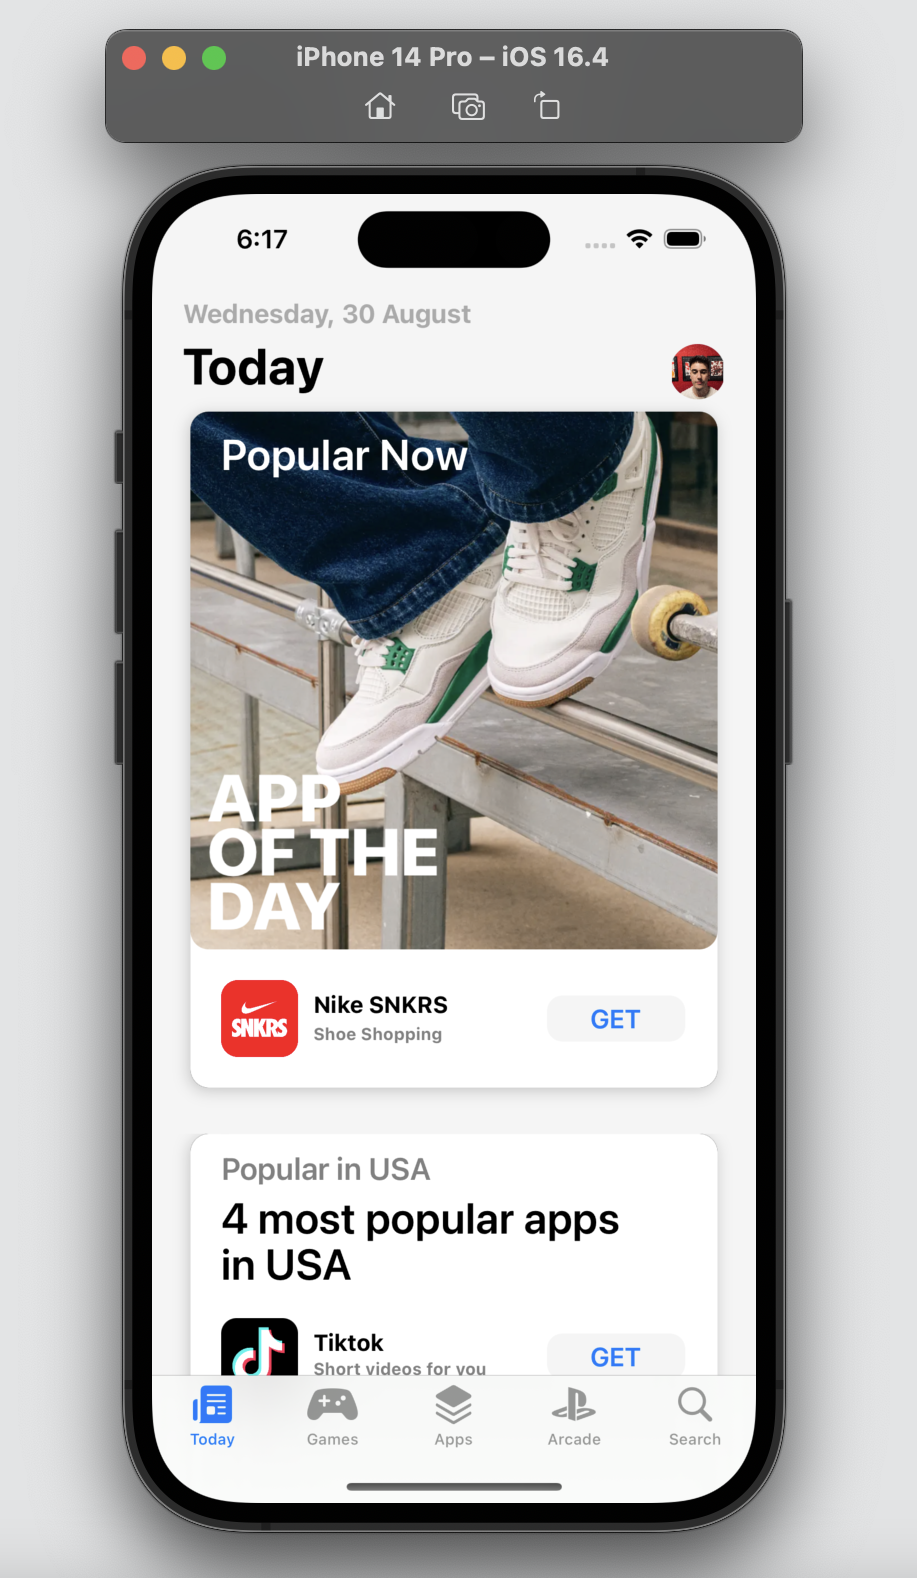 iPhone 14 Pro – iOS 16.4
6:17
Wednesday, 30 August
Today
Popular Now
APP
OF THE
DAY
SNKRS
Nike SNKRS
Shoe Shopping
GET
Popular in USA
4 most popular apps
in USA
Tiktok
Short videos for you
GET
Today
Games
Apps
Arcade
Search